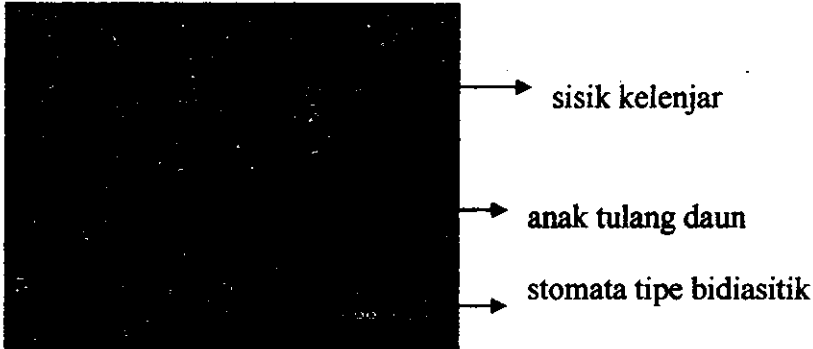 sisik kelenjar
anak tulang daun
stomata tipe bidiasitik